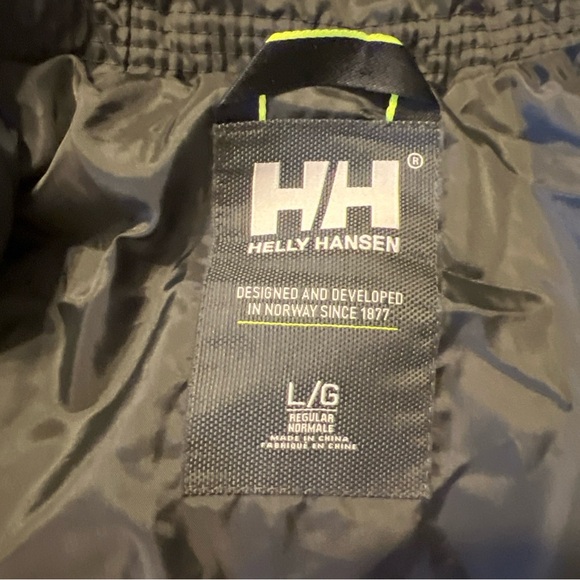 HH®
HELLY HANSEN
DESIGNED AND DEVELOPED
IN NORWAY SINCE 1877
L/G
REGULAR
NORMALE
MADE IN CHINA
FABRIQUÉ EN CHINE